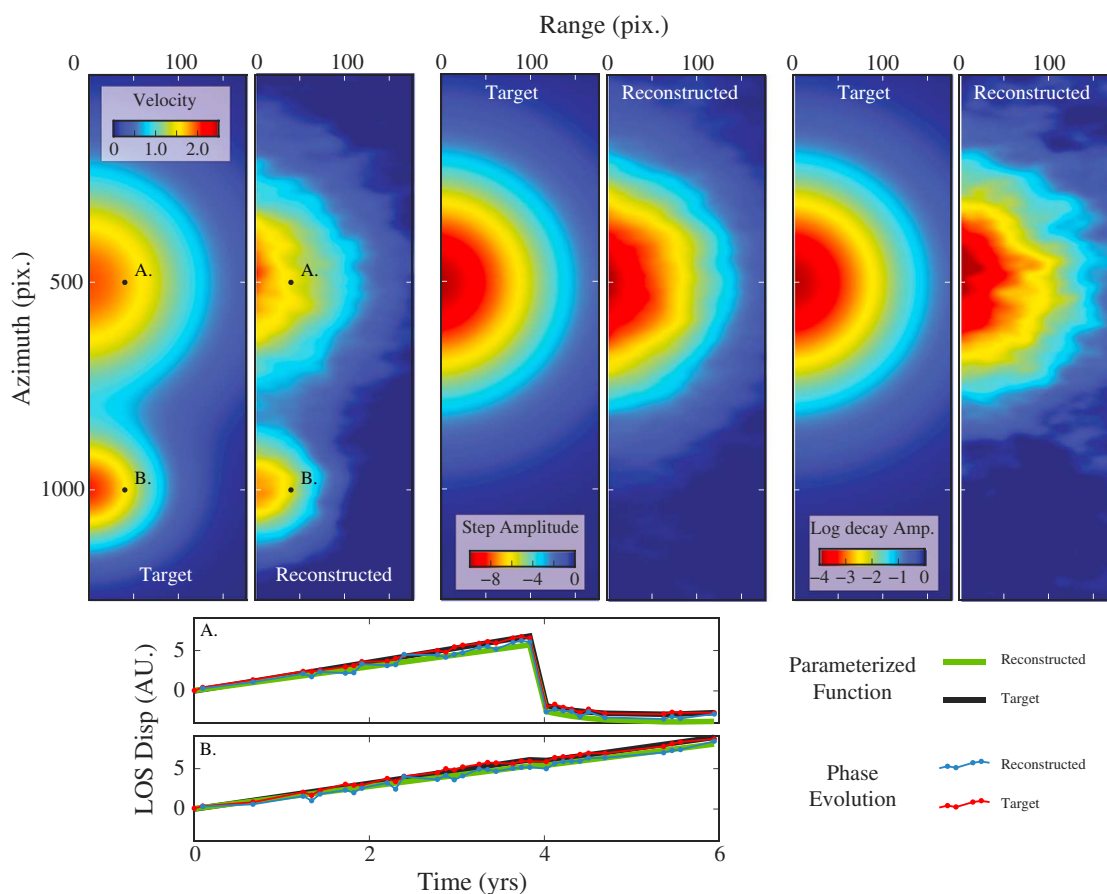 Range (pix.)
0 100 0 100 0 100 0 100 0 100 0 100
Velocity
0 1.0 2.0
Target Reconstructed Target Reconstructed
Azimuth (pix.)
A. A.
500
B. B.
1000
Step Amplitude
−8 −4 0
Log decay Amp.
−4 −3 −2 −1 0
Target Reconstructed
A.
5
0
LOS Disp (AU.)
B.
5
0
0 2 4 6
Time (yrs)
Parameterized
Function
Reconstructed
Target
Phase
Evolution
Reconstructed
Target